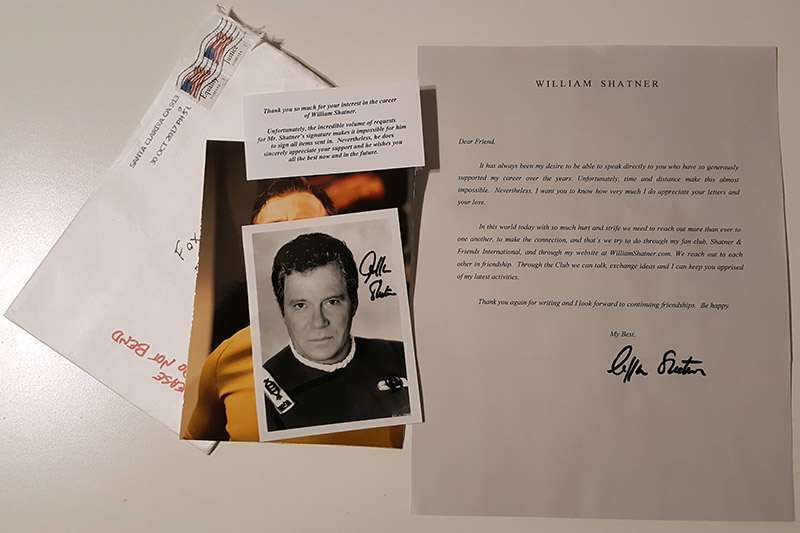 Equality
Justice
FOREVER
SANTA CLARITA CA 913
30 OCT 2017 PM 5 L
Fox
PLEASE
DO NOT BEND
Thank you so much for your interest in the career
of William Shatner.
Unfortunately, the incredible volume of requests
for Mr. Shatner's signature makes it impossible for him
to sign all items sent in. Nevertheless, he does
sincerely appreciate your support and he wishes you
all the best now and in the future.
WILLIAM SHATNER
Dear Friend,
It has always been my desire to be able to speak directly to you who have so generously
supported my career over the years. Unfortunately, time and distance make this almost
impossible. Nevertheless, I want you to know how very much I do appreciate your letters and
your love.
In this world today with so much hurt and strife we need to reach out more than ever to
one another, to make the connection, and that's we try to do through my fan club, Shatner &
Friends International, and through my website at WilliamShatner.com. We reach out to each
other in friendship. Through the Club we can talk, exchange ideas and I can keep you apprised
of my latest activities.
Thank you again for writing and I look forward to continuing friendships. Be happy.
My Best,